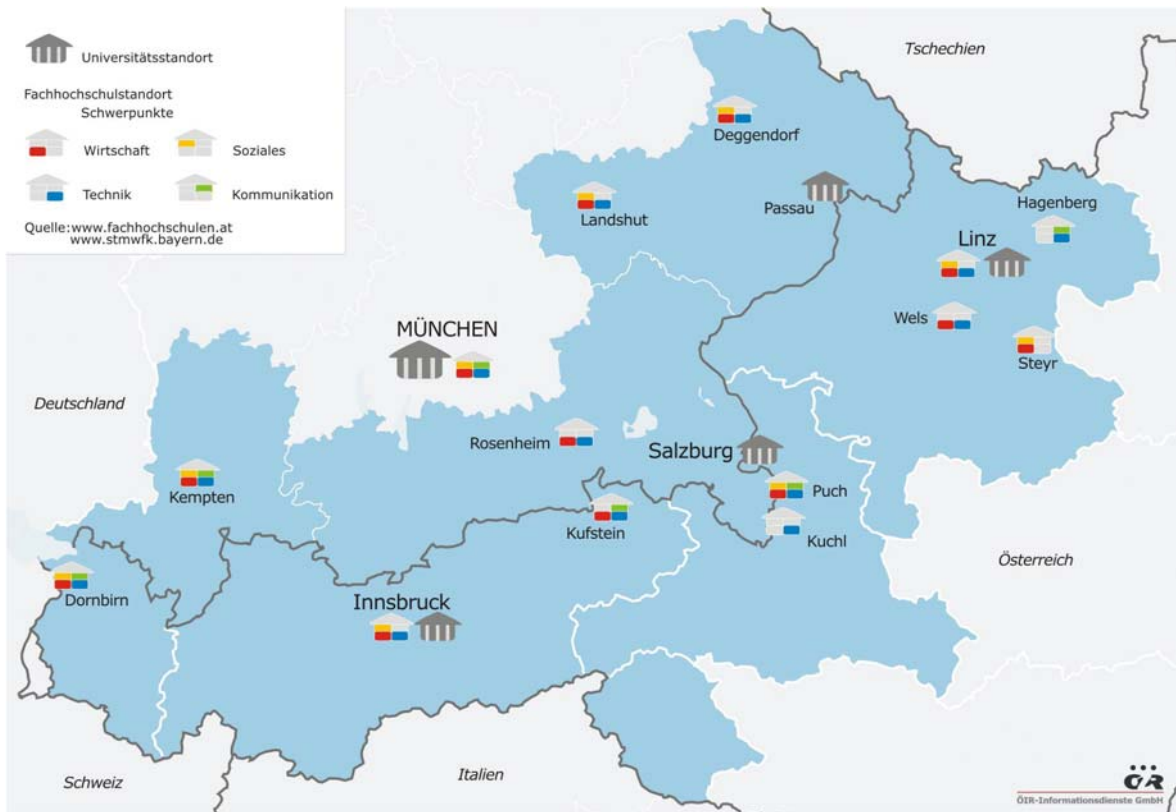 Universitätsstandort
Fachhochschulstandort
Schwerpunkte
Wirtschaft
Soziales
Technik
Kommunikation
Quelle: www.fachhochschulen.at
www.stmwfk.bayern.de
Tschechien
Deggendorf
Passau
Landshut
Hagenberg
Linz
Wels
Steyr
MÜNCHEN
Deutschland
Rosenheim
Salzburg
Kempten
Puch
Kufstein
Kuchl
Österreich
Dornbirn
Innsbruck
Schweiz
Italien
ÖIR
ÖIR-Informationsdienste GmbH